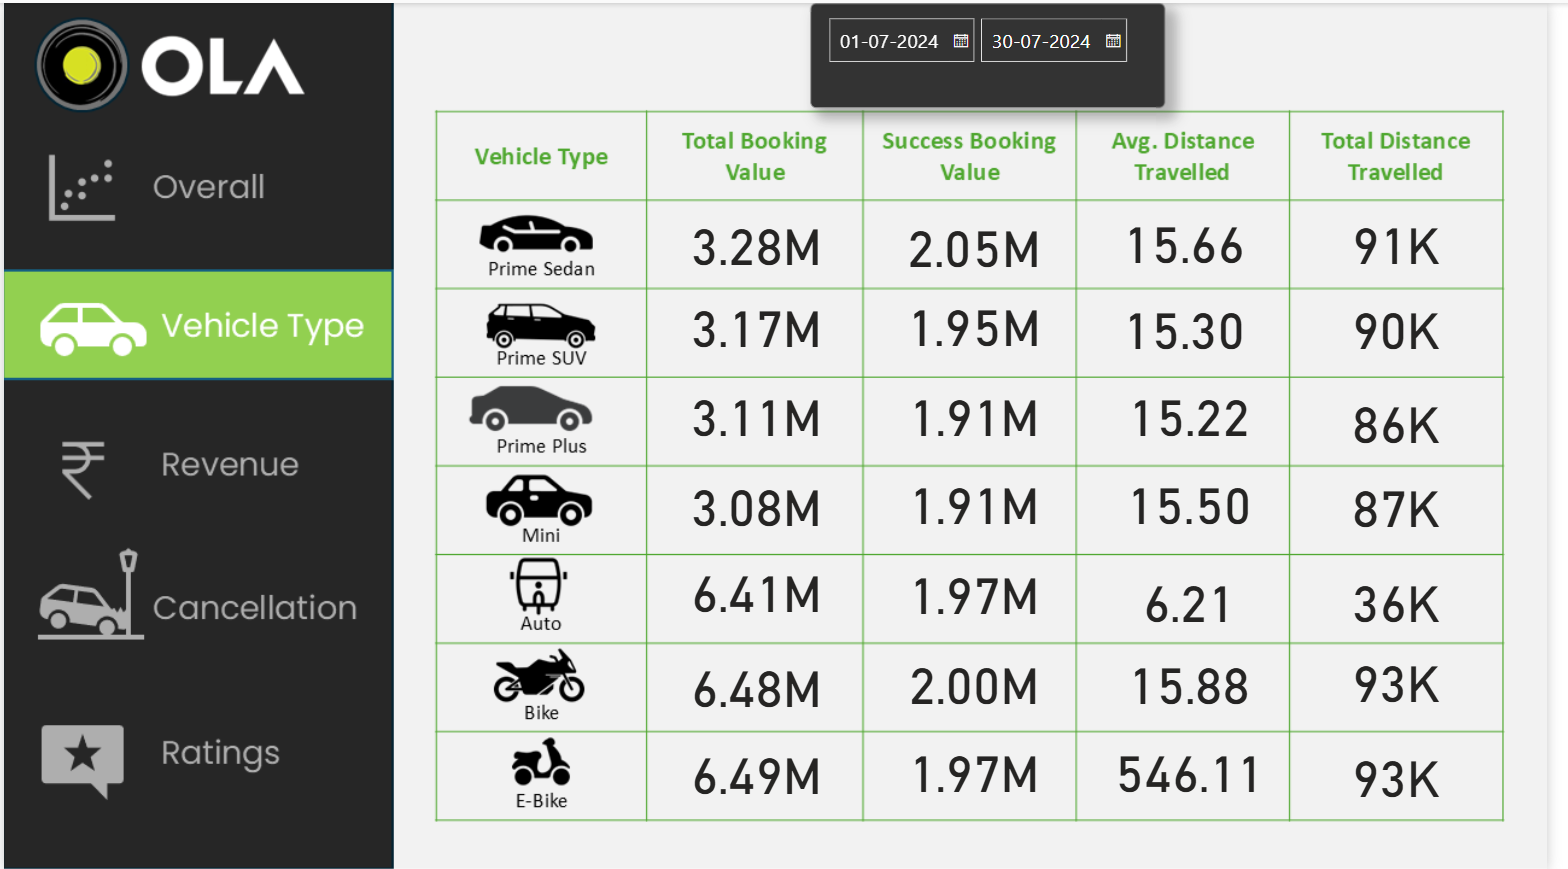 OLA
01-07-2024 30-07-2024
Overall
Vehicle Type
Revenue
Cancellation
Ratings
Vehicle Type Total Booking Value Success Booking Value Avg. Distance Travelled Total Distance Travelled
Prime Sedan 3.28M 2.05M 15.66 91K
Prime SUV 3.17M 1.95M 15.30 90K
Prime Plus 3.11M 1.91M 15.22 86K
Mini 3.08M 1.91M 15.50 87K
Auto 6.41M 1.97M 6.21 36K
Bike 6.48M 2.00M 15.88 93K
E-Bike 6.49M 1.97M 546.11 93K